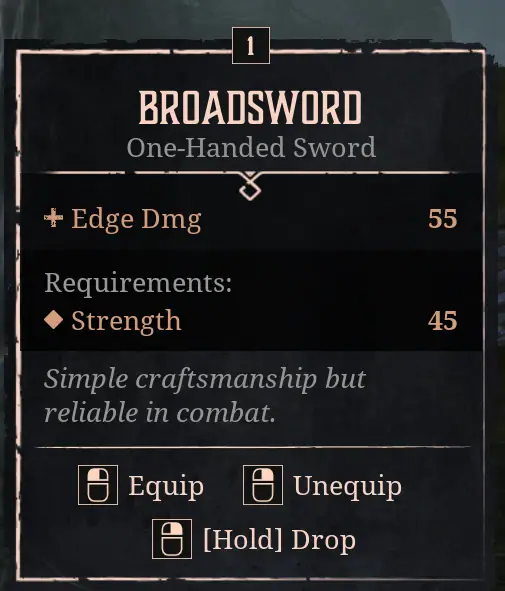 1
BROADSWORD
One-Handed Sword
Edge Dmg 55
Requirements:
Strength 45
Simple craftsmanship but
reliable in combat.
Equip Unequip
[Hold] Drop